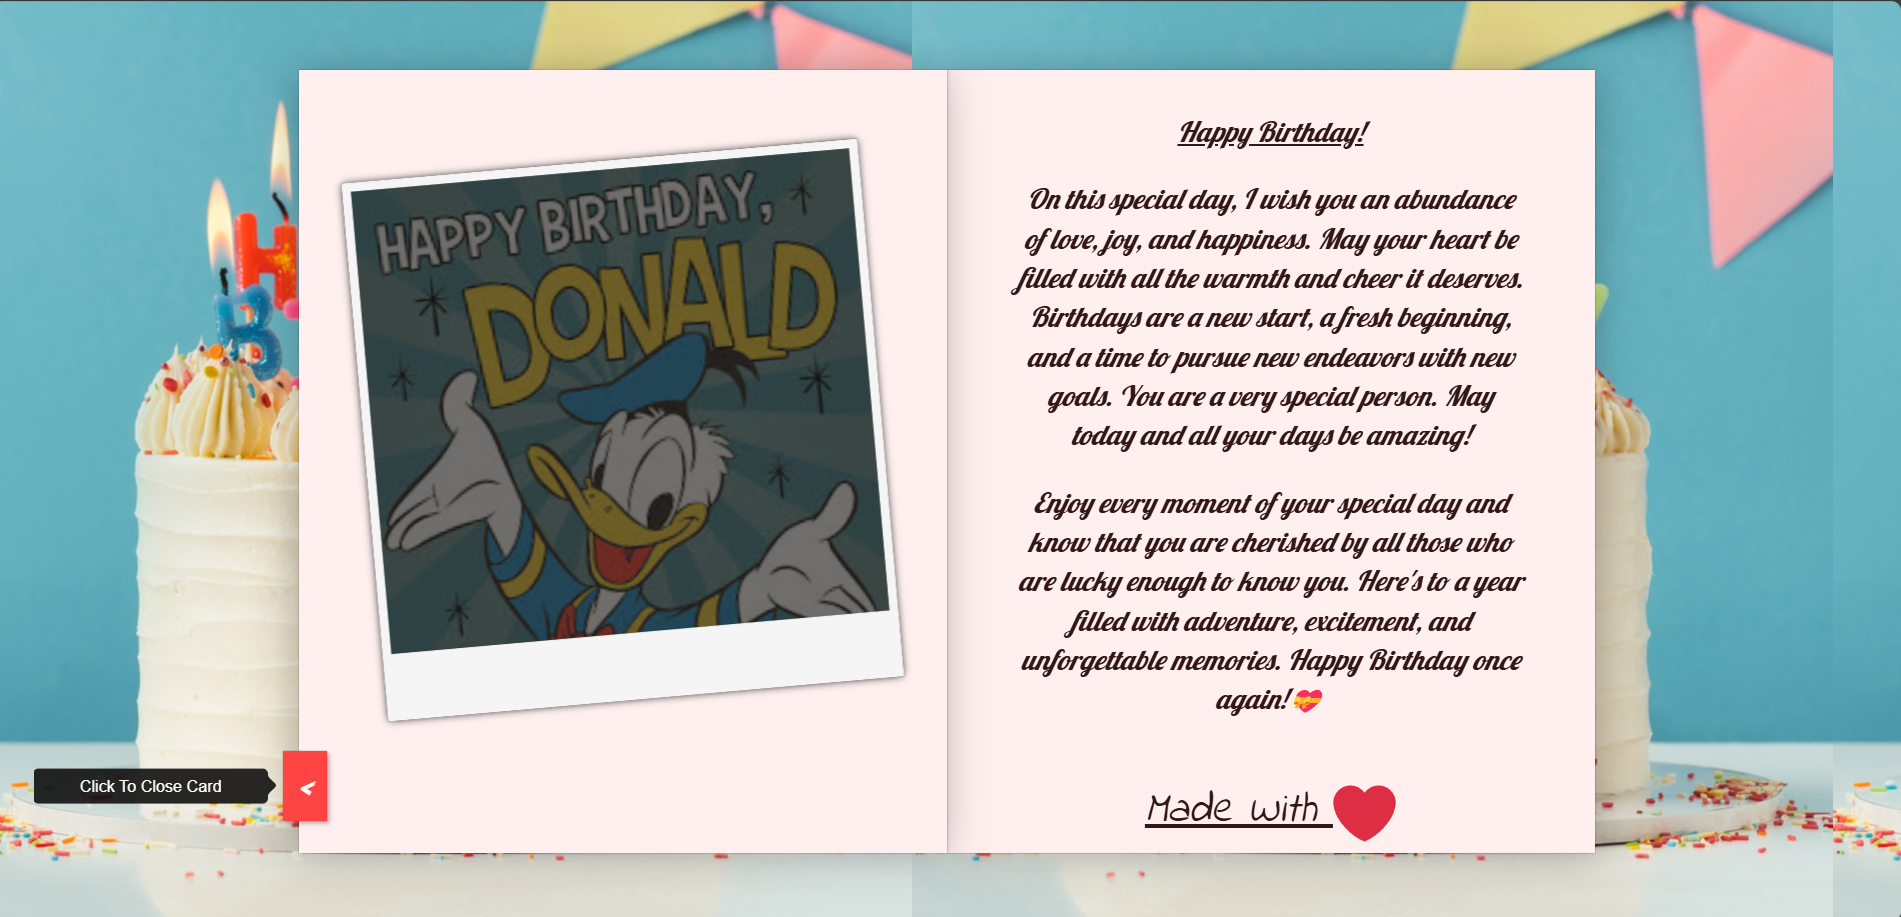 HAPPY BIRTHDAY,
DONALD
Happy Birthday!
On this special day, I wish you an abundance
of love, joy, and happiness. May your heart be
filled with all the warmth and cheer it deserves.
Birthdays are a new start, a fresh beginning,
and a time to pursue new endeavors with new
goals. You are a very special person. May
today and all your days be amazing!
Enjoy every moment of your special day and
know that you are cherished by all those who
are lucky enough to know you. Here's to a year
filled with adventure, excitement, and
unforgettable memories. Happy Birthday once
again!💝
Made with ❤
Click To Close Card
<
H
B